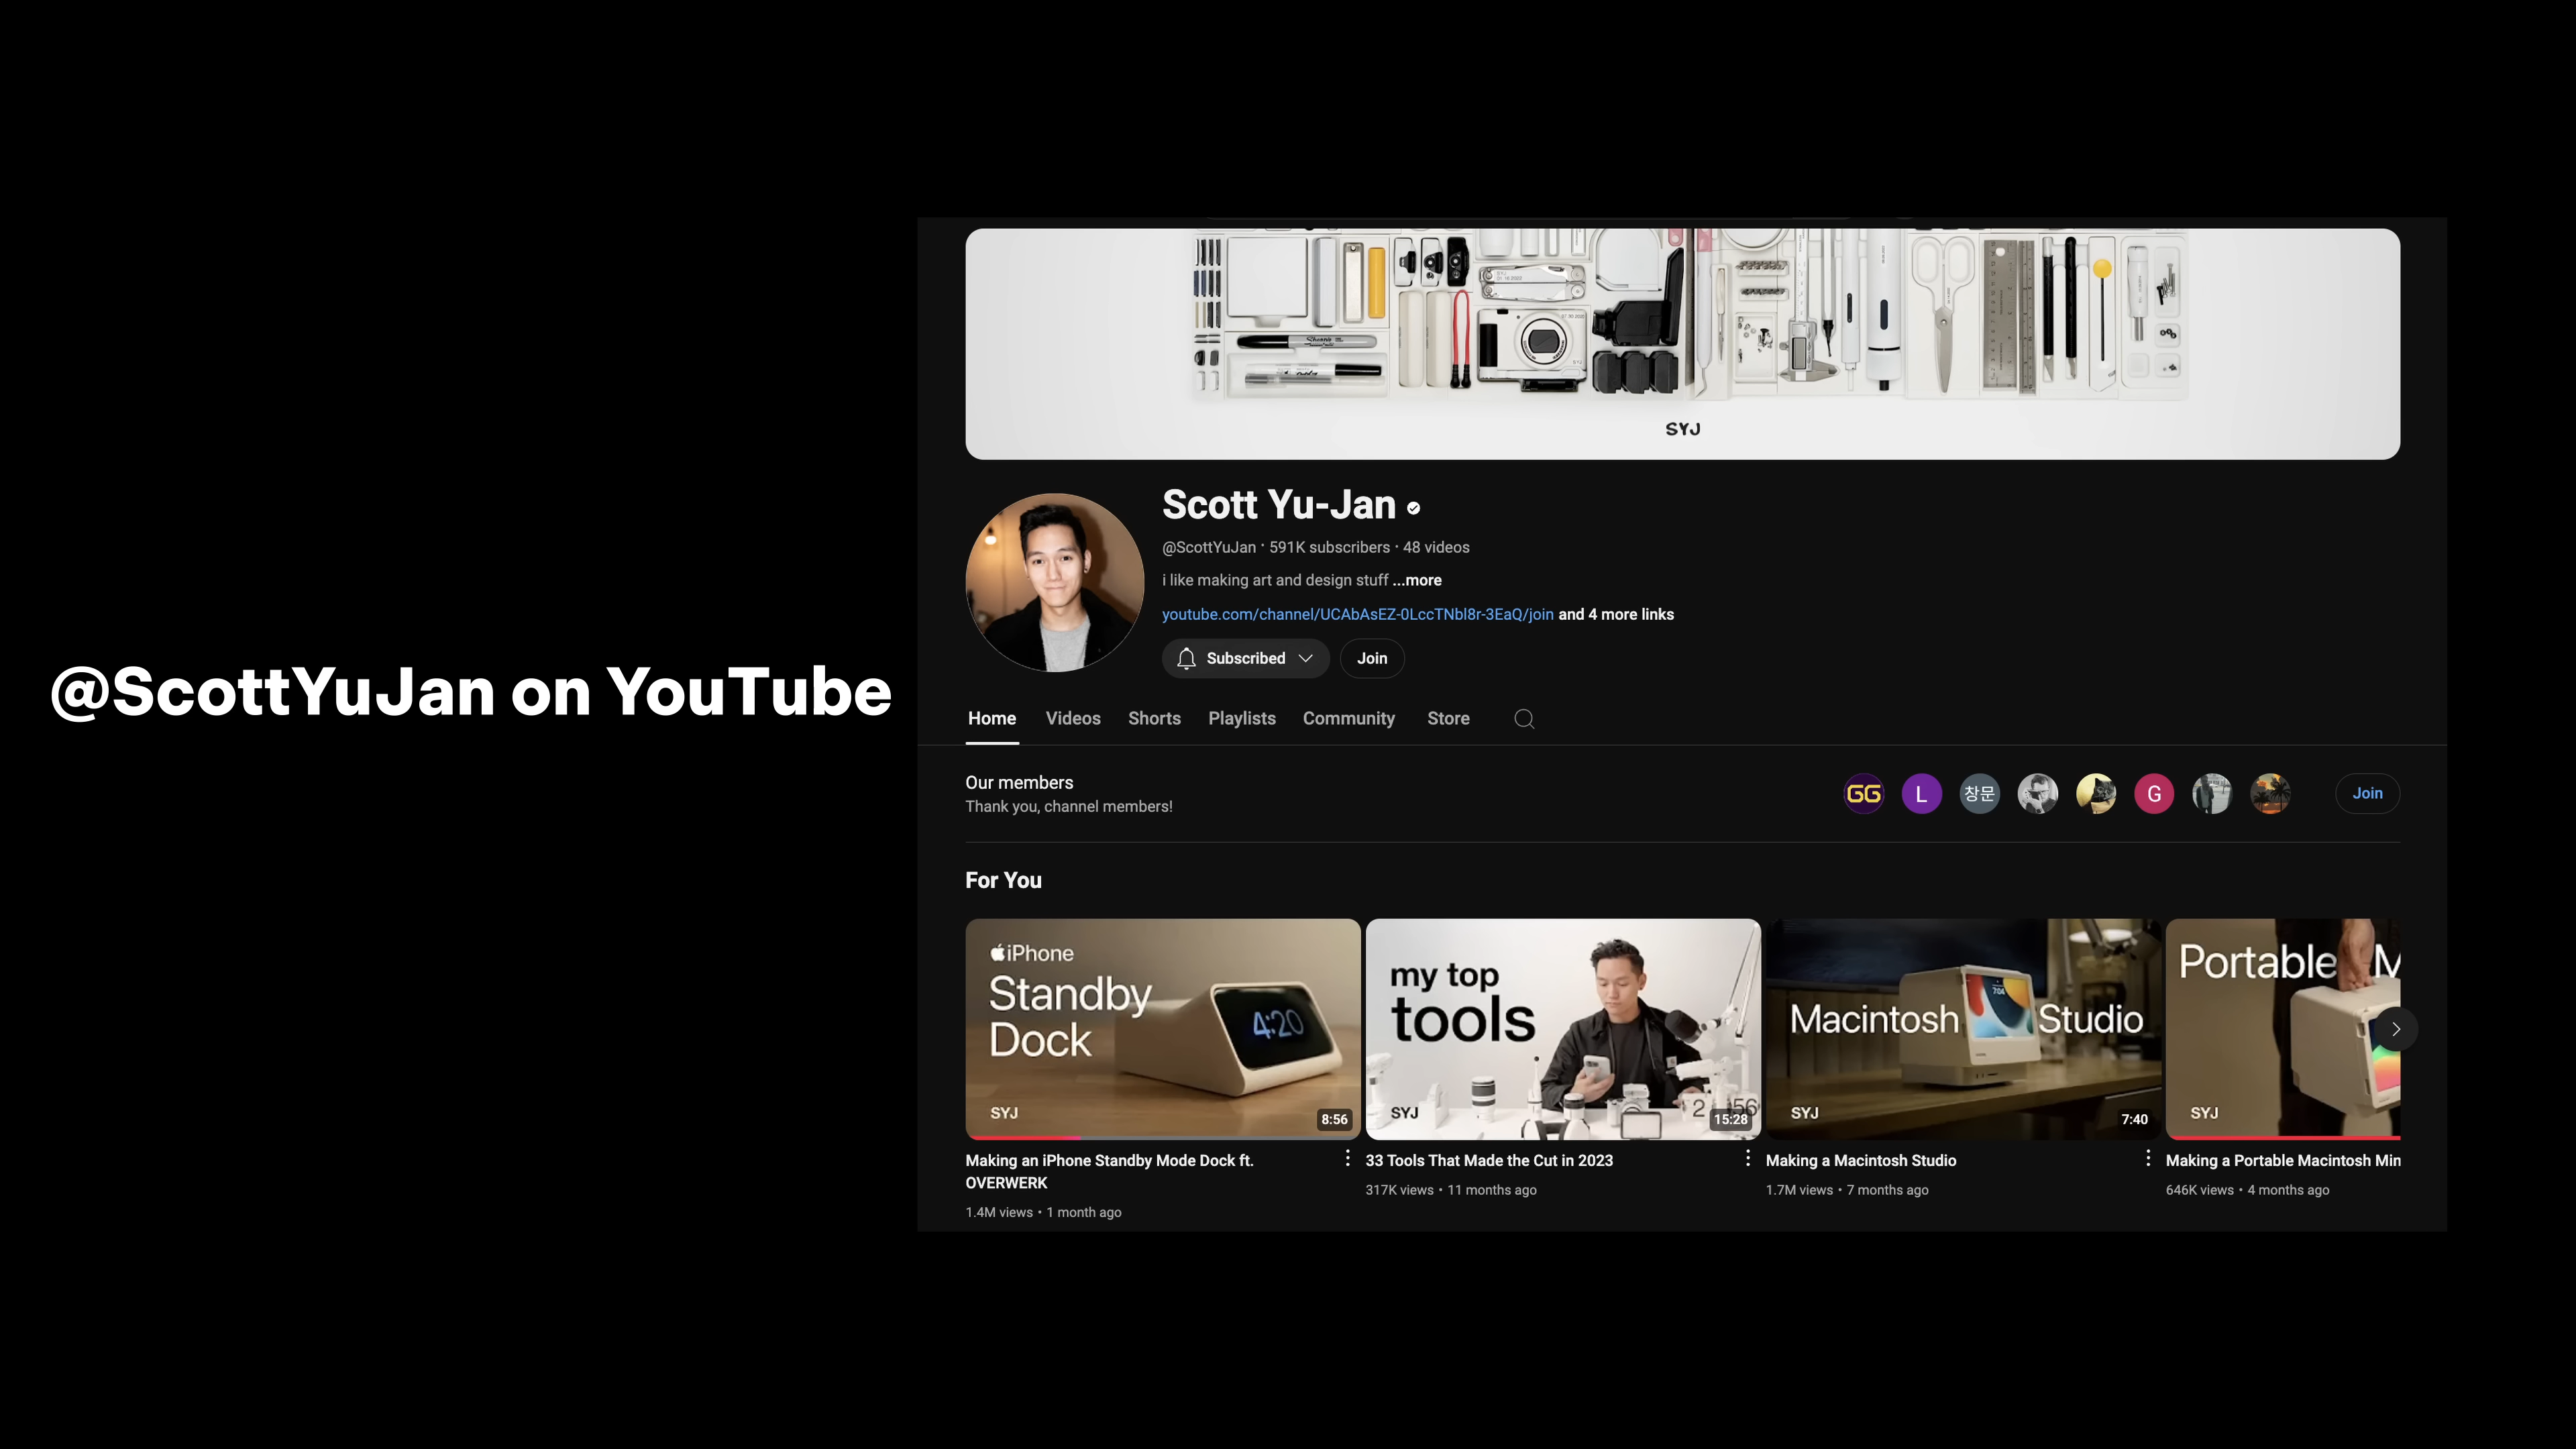 @ScottYuJan on YouTube
SYJ
Scott Yu-Jan
@ScottYuJan · 591K subscribers · 48 videos
i like making art and design stuff ...more
youtube.com/channel/UCAbAsEZ-0LccTNbl8r-3EaQ/join and 4 more links
Subscribed
Join
Home Videos Shorts Playlists Community Store
Our members
Thank you, channel members!
GG L 창문 G
Join
For You
iPhone
Standby
Dock
4:20
SYJ
8:56
my top
tools
SYJ
15:28
Macintosh Studio
SYJ
7:40
Portable M
SYJ
Making an iPhone Standby Mode Dock ft.
OVERWERK
1.4M views • 1 month ago
33 Tools That Made the Cut in 2023
317K views • 11 months ago
Making a Macintosh Studio
1.7M views • 7 months ago
Making a Portable Macintosh Min
646K views • 4 months ago